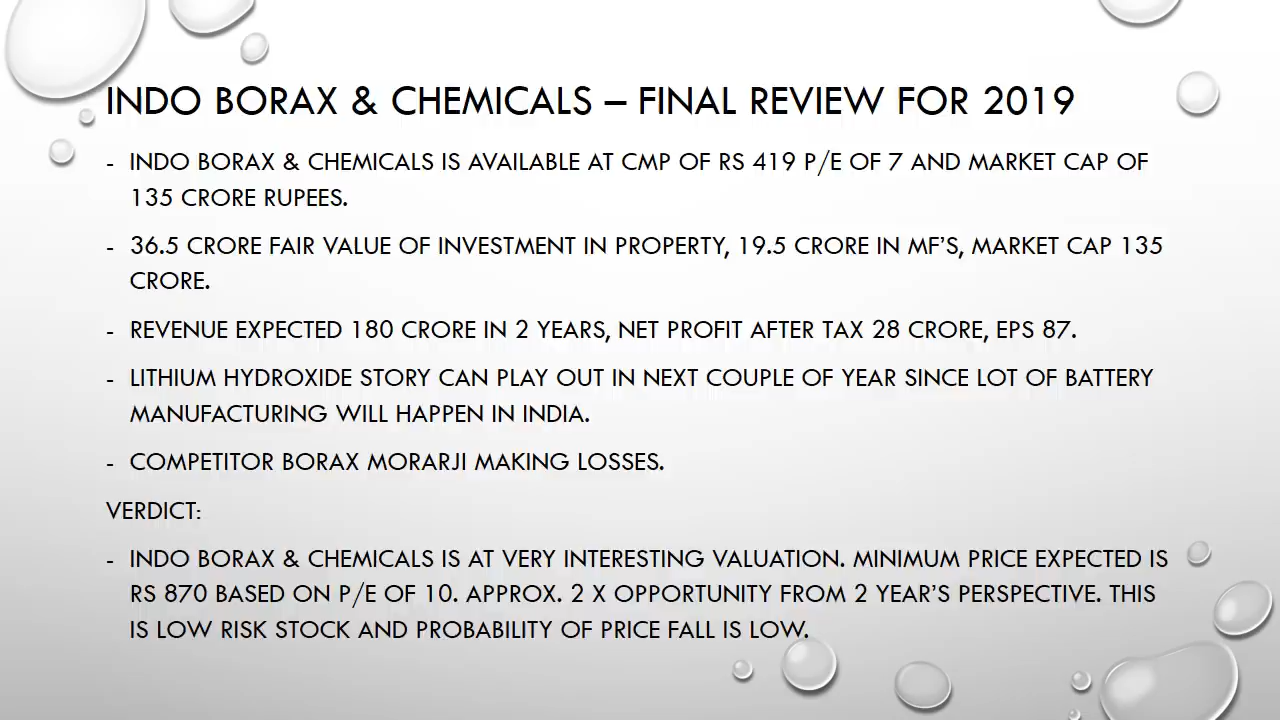 INDO BORAX & CHEMICALS – FINAL REVIEW FOR 2019
- INDO BORAX & CHEMICALS IS AVAILABLE AT CMP OF RS 419 P/E OF 7 AND MARKET CAP OF
135 CRORE RUPEES.
- 36.5 CRORE FAIR VALUE OF INVESTMENT IN PROPERTY, 19.5 CRORE IN MF'S, MARKET CAP 135
CRORE.
- REVENUE EXPECTED 180 CRORE IN 2 YEARS, NET PROFIT AFTER TAX 28 CRORE, EPS 87.
- LITHIUM HYDROXIDE STORY CAN PLAY OUT IN NEXT COUPLE OF YEAR SINCE LOT OF BATTERY
MANUFACTURING WILL HAPPEN IN INDIA.
- COMPETITOR BORAX MORARJI MAKING LOSSES.
VERDICT:
- INDO BORAX & CHEMICALS IS AT VERY INTERESTING VALUATION. MINIMUM PRICE EXPECTED IS
RS 870 BASED ON P/E OF 10. APPROX. 2 X OPPORTUNITY FROM 2 YEAR'S PERSPECTIVE. THIS
IS LOW RISK STOCK AND PROBABILITY OF PRICE FALL IS LOW.